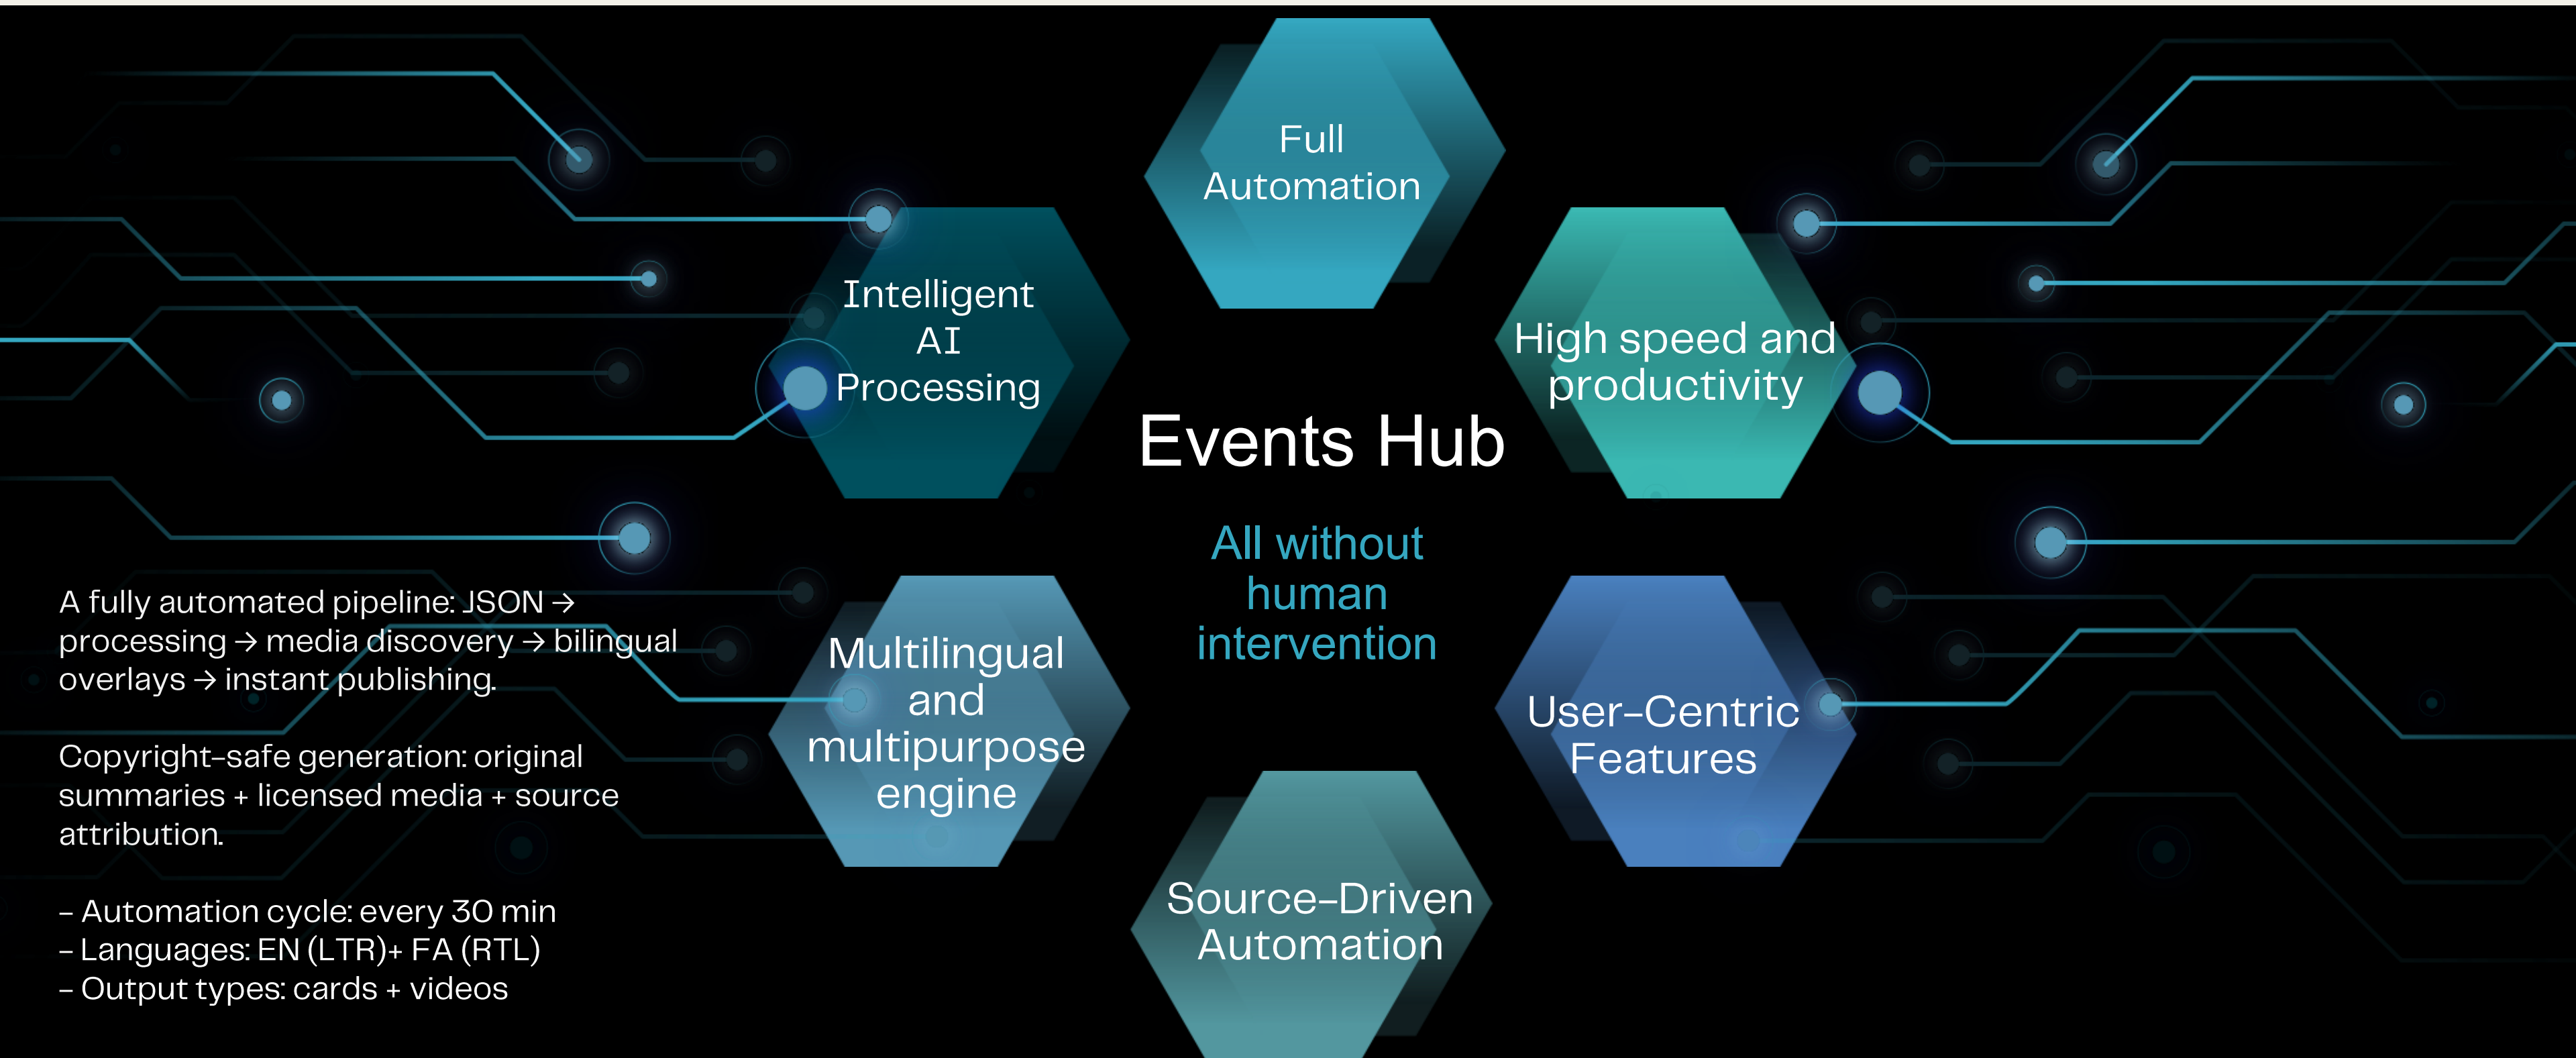 Full
Automation
Intelligent
AI
Processing
High speed and
productivity
Events Hub
All without
human
intervention
Multilingual
and
multipurpose
engine
User-Centric
Features
Source-Driven
Automation
A fully automated pipeline: JSON →
processing → media discovery → bilingual
overlays → instant publishing.
Copyright-safe generation: original
summaries + licensed media + source
attribution.
- Automation cycle: every 30 min
- Languages: EN (LTR)+ FA (RTL)
- Output types: cards + videos